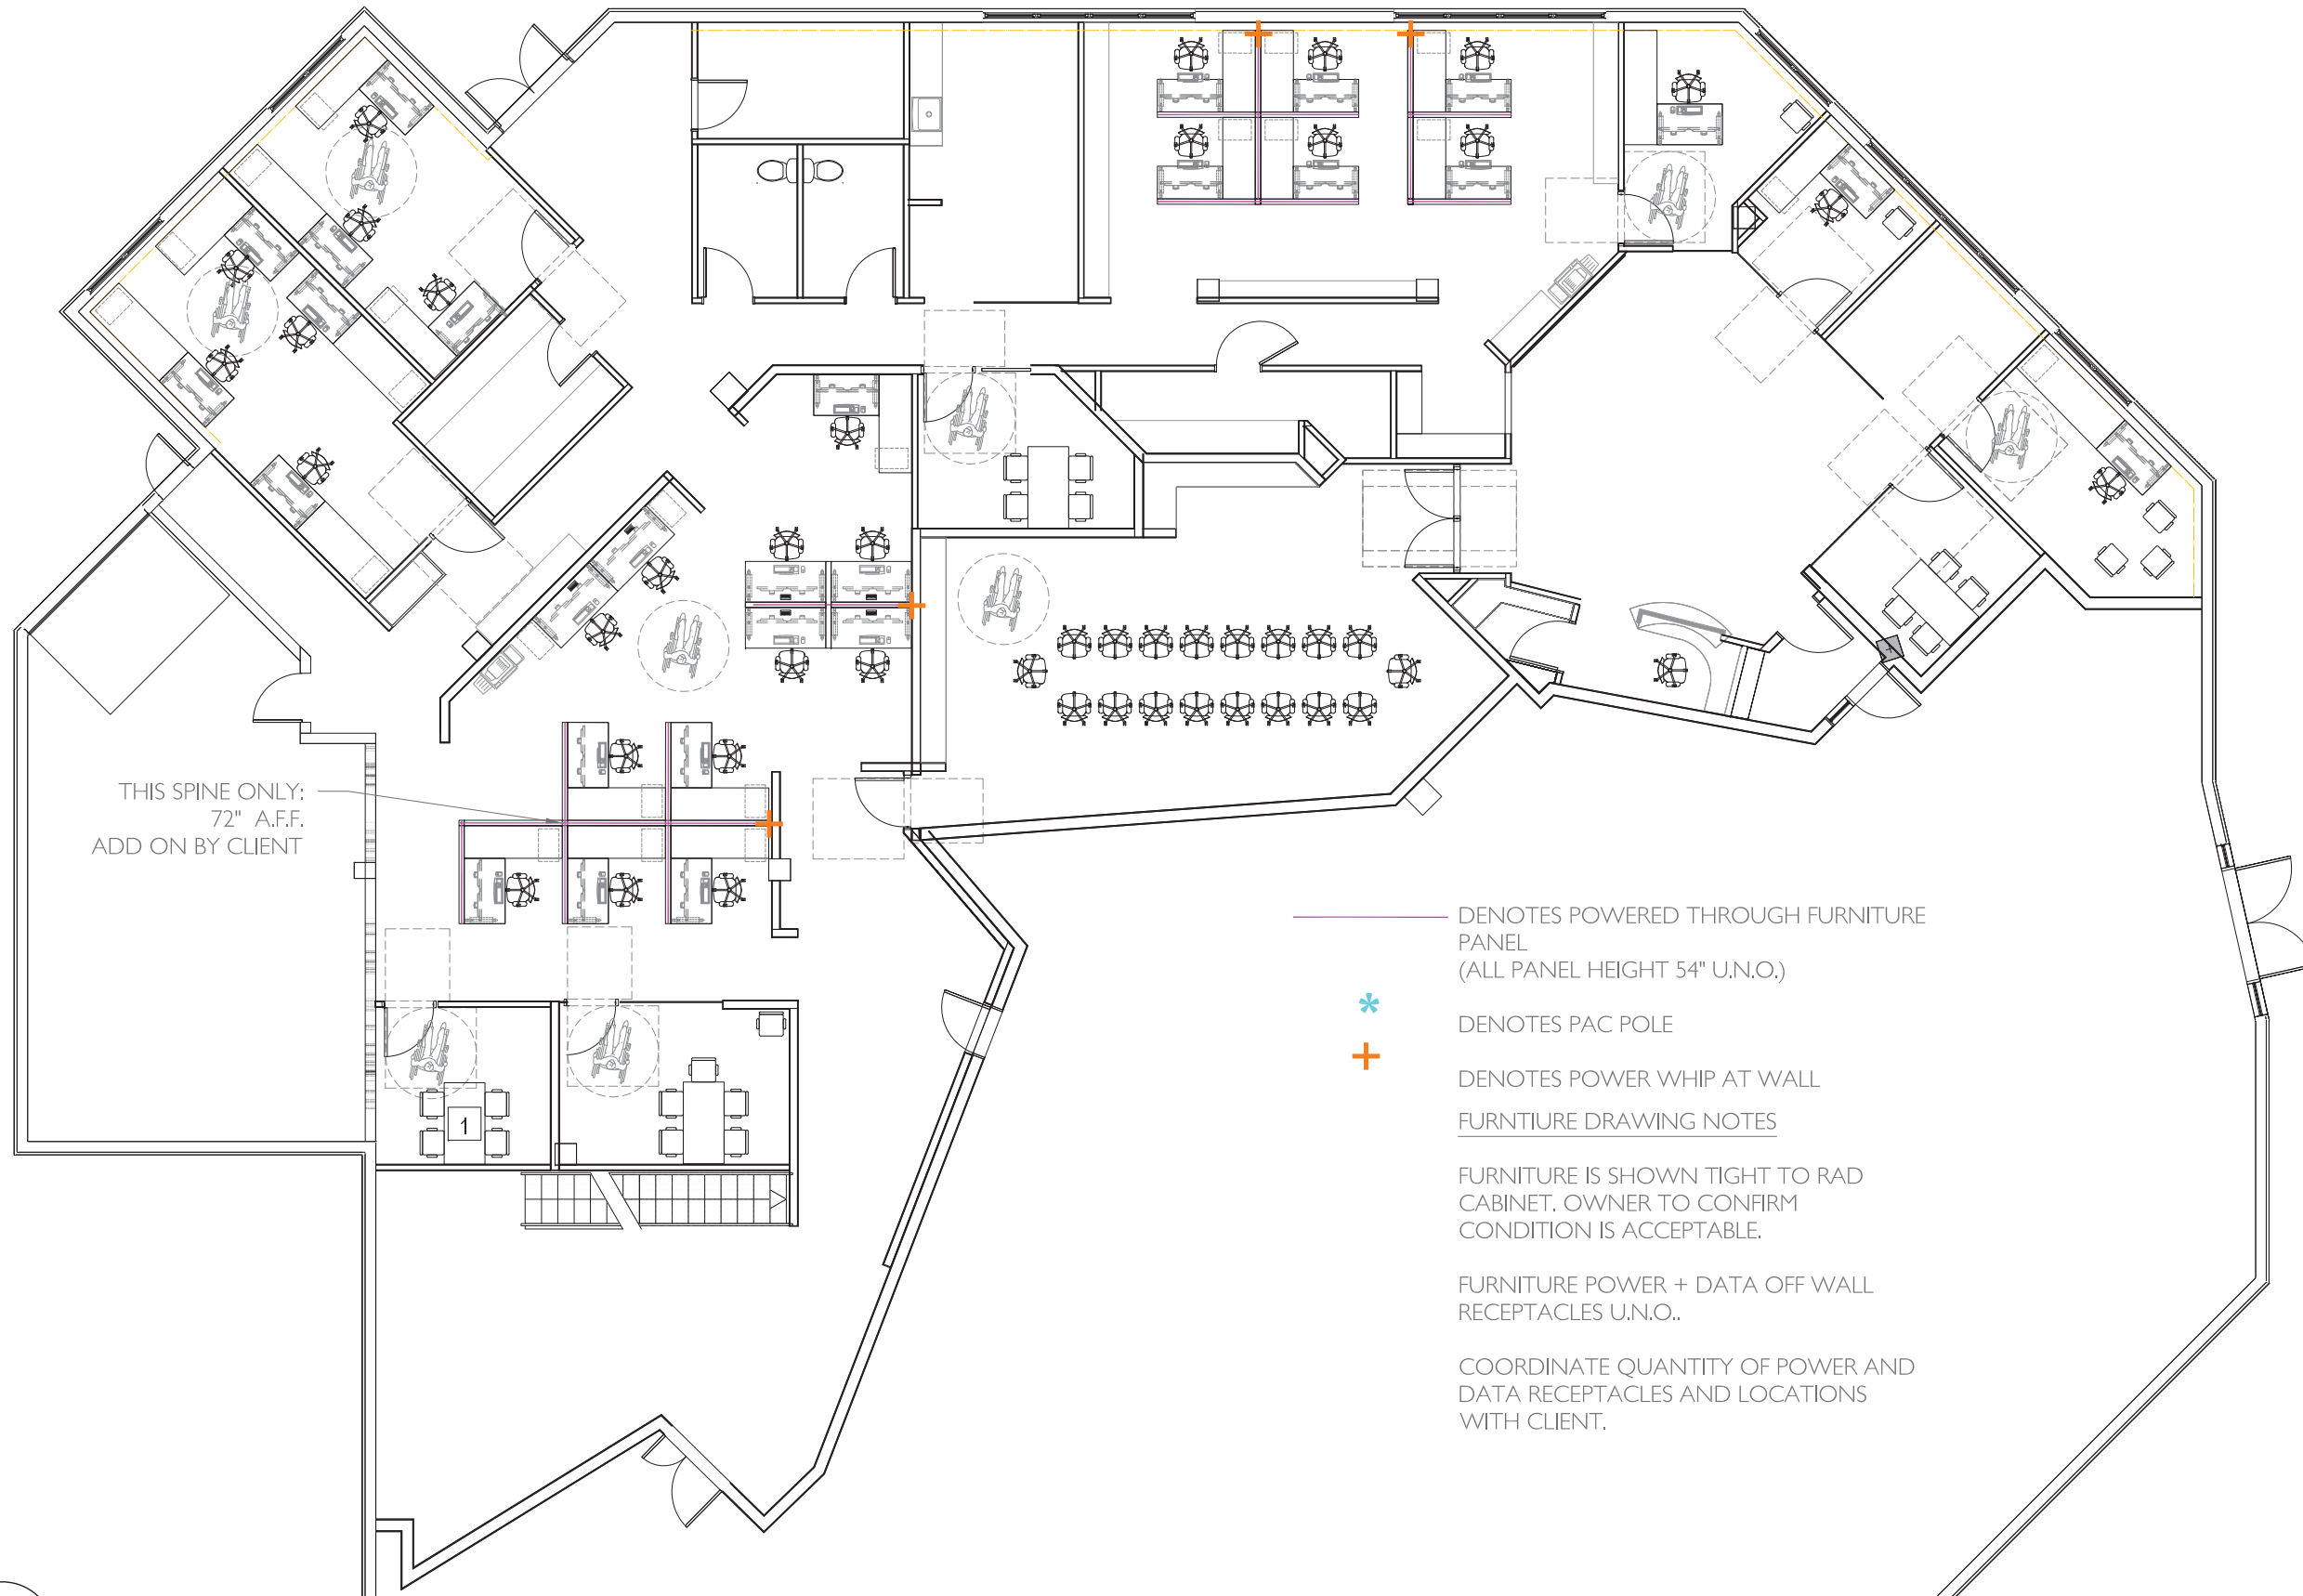 THIS SPINE ONLY:
72" A.F.F.
ADD ON BY CLIENT
DENOTES POWERED THROUGH FURNITURE
PANEL
(ALL PANEL HEIGHT 54" U.N.O.)
DENOTES PAC POLE
DENOTES POWER WHIP AT WALL
FURNTIURE DRAWING NOTES
FURNITURE IS SHOWN TIGHT TO RAD
CABINET. OWNER TO CONFIRM
CONDITION IS ACCEPTABLE.
FURNITURE POWER + DATA OFF WALL
RECEPTACLES U.N.O..
COORDINATE QUANTITY OF POWER AND
DATA RECEPTACLES AND LOCATIONS
WITH CLIENT.
1